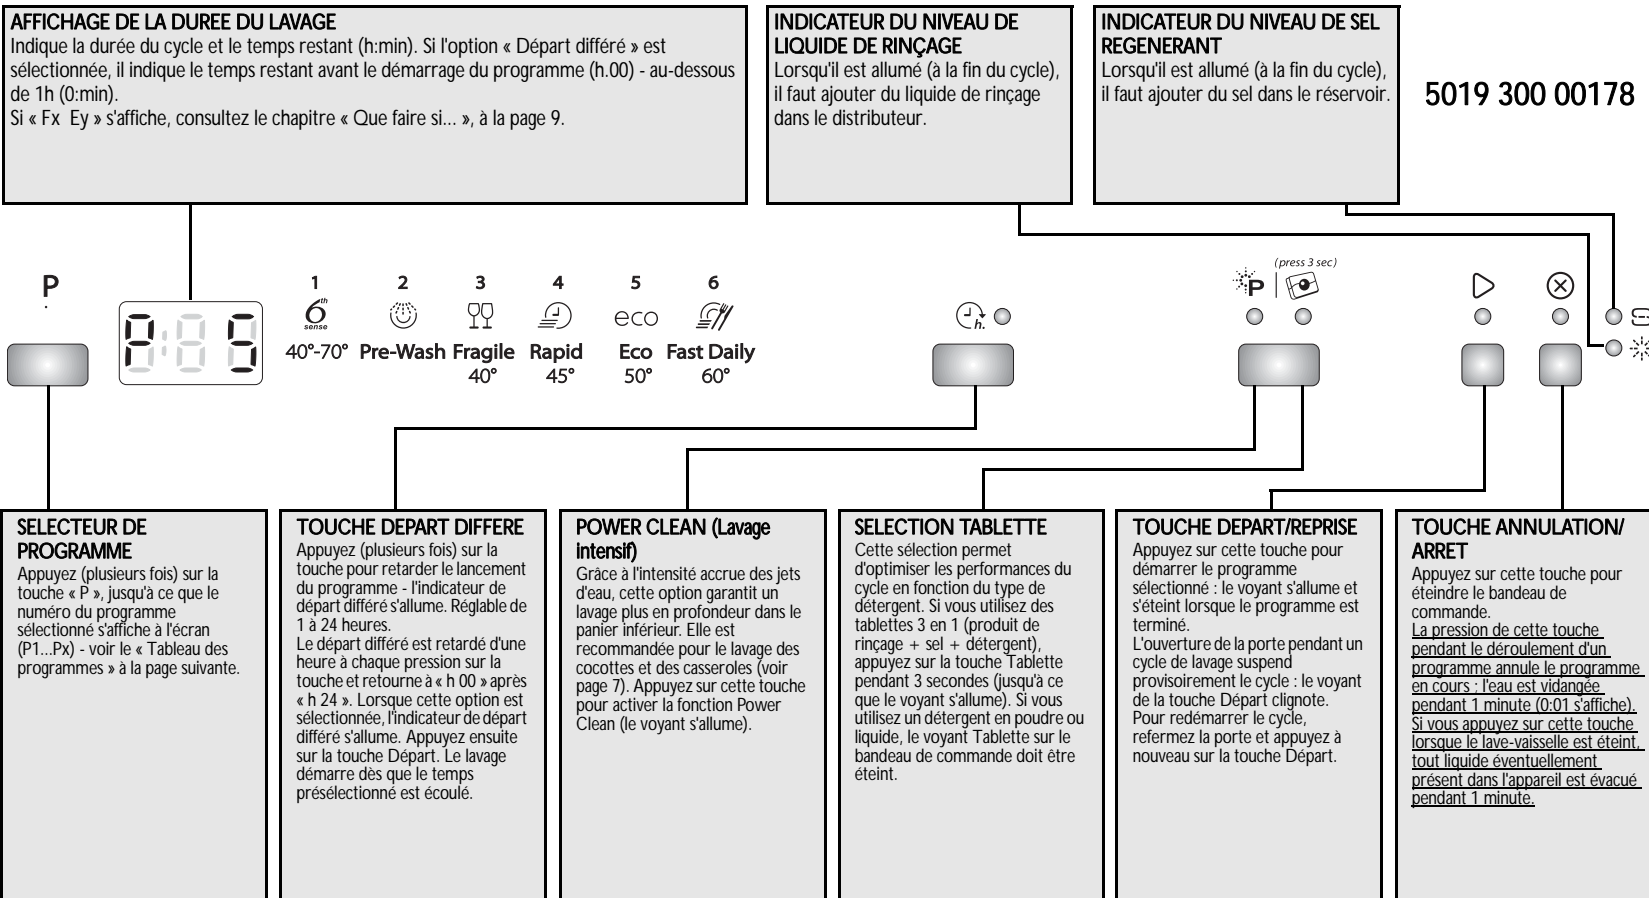 AFFICHAGE DE LA DUREE DU LAVAGE
Indique la durée du cycle et le temps restant (h:min). Si l'option « Départ différé » est
sélectionnée, il indique le temps restant avant le démarrage du programme (h.00) - au-dessous
de 1h (0:min).
Si « Fx Ey » s'affiche, consultez le chapitre « Que faire si... », à la page 9.
INDICATEUR DU NIVEAU DE
LIQUIDE DE RINÇAGE
Lorsqu'il est allumé (à la fin du cycle),
il faut ajouter du liquide de rinçage
dans le distributeur.
INDICATEUR DU NIVEAU DE SEL
REGENERANT
Lorsqu'il est allumé (à la fin du cycle),
il faut ajouter du sel dans le réservoir.
5019 300 00178
P
P 5
1 2 3 4 5 6
6th sense
eco
40°-70° Pre-Wash Fragile Rapid Eco Fast Daily
40° 45° 50° 60°
h.
P
(press 3 sec)
SELECTEUR DE
PROGRAMME
Appuyez (plusieurs fois) sur la
touche « P », jusqu'à ce que le
numéro du programme
sélectionné s'affiche à l'écran
(P1...Px) - voir le « Tableau des
programmes » à la page suivante.
TOUCHE DEPART DIFFERE
Appuyez (plusieurs fois) sur la
touche pour retarder le lancement
du programme - l'indicateur de
départ différé s'allume. Réglable de
1 à 24 heures.
Le départ différé est retardé d'une
heure à chaque pression sur la
touche et retourne à « h 00 » après
« h 24 ». Lorsque cette option est
sélectionnée, l'indicateur de départ
différé s'allume. Appuyez ensuite
sur la touche Départ. Le lavage
démarre dès que le temps
présélectionné est écoulé.
POWER CLEAN (Lavage
intensif)
Grâce à l'intensité accrue des jets
d'eau, cette option garantit un
lavage plus en profondeur dans le
panier inférieur. Elle est
recommandée pour le lavage des
cocottes et des casseroles (voir
page 7). Appuyez sur cette touche
pour activer la fonction Power
Clean (le voyant s'allume).
SELECTION TABLETTE
Cette sélection permet
d'optimiser les performances du
cycle en fonction du type de
détergent. Si vous utilisez des
tablettes 3 en 1 (produit de
rinçage + sel + détergent),
appuyez sur la touche Tablette
pendant 3 secondes (jusqu'à ce
que le voyant s'allume). Si vous
utilisez un détergent en poudre ou
liquide, le voyant Tablette sur le
bandeau de commande doit être
éteint.
TOUCHE DEPART/REPRISE
Appuyez sur cette touche pour
démarrer le programme
sélectionné : le voyant s'allume et
s'éteint lorsque le programme est
terminé.
L'ouverture de la porte pendant un
cycle de lavage suspend
provisoirement le cycle : le voyant
de la touche Départ clignote.
Pour redémarrer le cycle,
refermez la porte et appuyez à
nouveau sur la touche Départ.
TOUCHE ANNULATION/
ARRET
Appuyez sur cette touche pour
éteindre le bandeau de
commande.
La pression de cette touche
pendant le déroulement d'un
programme annule le programme
en cours ; l'eau est vidangée
pendant 1 minute (0:01 s'affiche).
Si vous appuyez sur cette touche
lorsque le lave-vaisselle est éteint,
tout liquide éventuellement
présent dans l'appareil est évacué
pendant 1 minute.